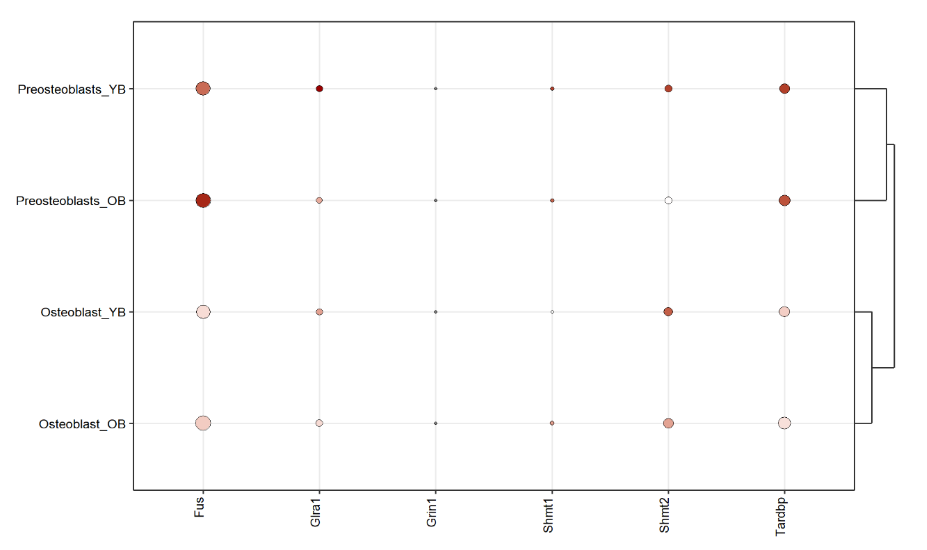 Preosteoblasts_YB
Preosteoblasts_OB
Osteoblast_YB
Osteoblast_OB
Fus
Glra1
Grin1
Shmt1
Shmt2
Tardbp